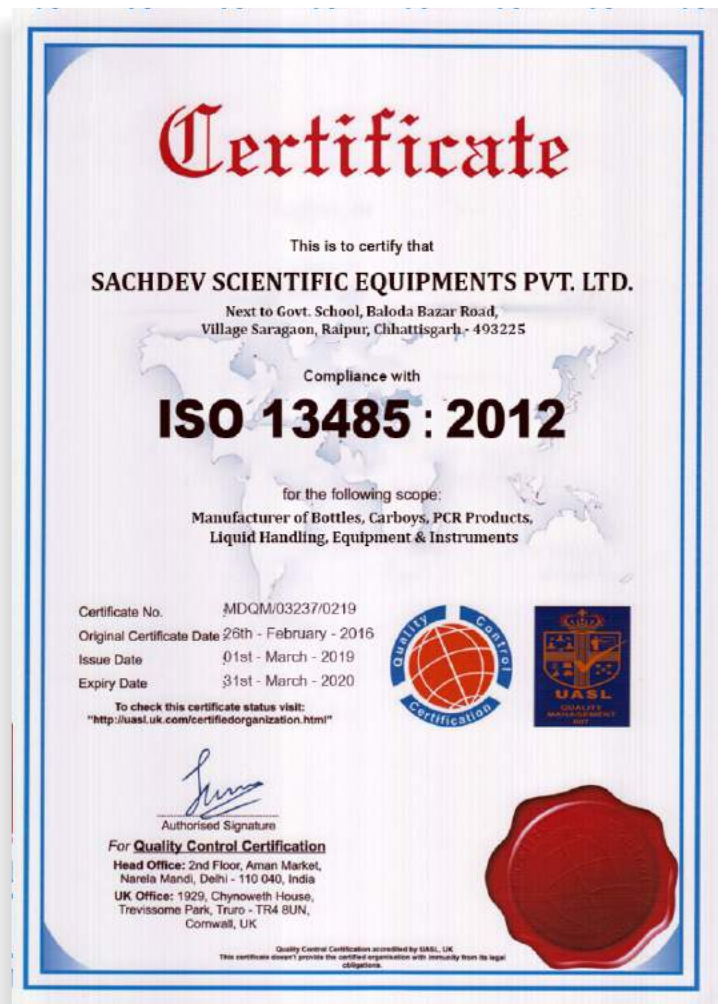 Certificate
This is to certify that
SACHDEV SCIENTIFIC EQUIPMENTS PVT. LTD.
Next to Govt. School, Baloda Bazar Road,
Village Saragaon, Raipur, Chhattisgarh - 493225
Compliance with
ISO 13485 : 2012
for the following scope:
Manufacturer of Bottles, Carboys, PCR Products,
Liquid Handling, Equipment & Instruments
Certificate No. :MDQM/03237/0219
Original Certificate Date :26th - February - 2016
Issue Date :01st - March - 2019
Expiry Date :31st - March - 2020
To check this certificate status visit:
"http://uasl.uk.com/certifiedorganization.html"
Quality Control
Certification
UASL
QUALITY
MANAGEMENT
Authorised Signature
For Quality Control Certification
Head Office: 2nd Floor, Aman Market,
Narela Mandi, Delhi - 110 040, India
UK Office: 1929, Chynoweth House,
Trevissome Park, Truro - TR4 8UN,
Cornwall, UK
Quality Control Certification accredited by UASL, UK
This certificate doesn't provide the certified organisation with immunity from its legal
obligations.